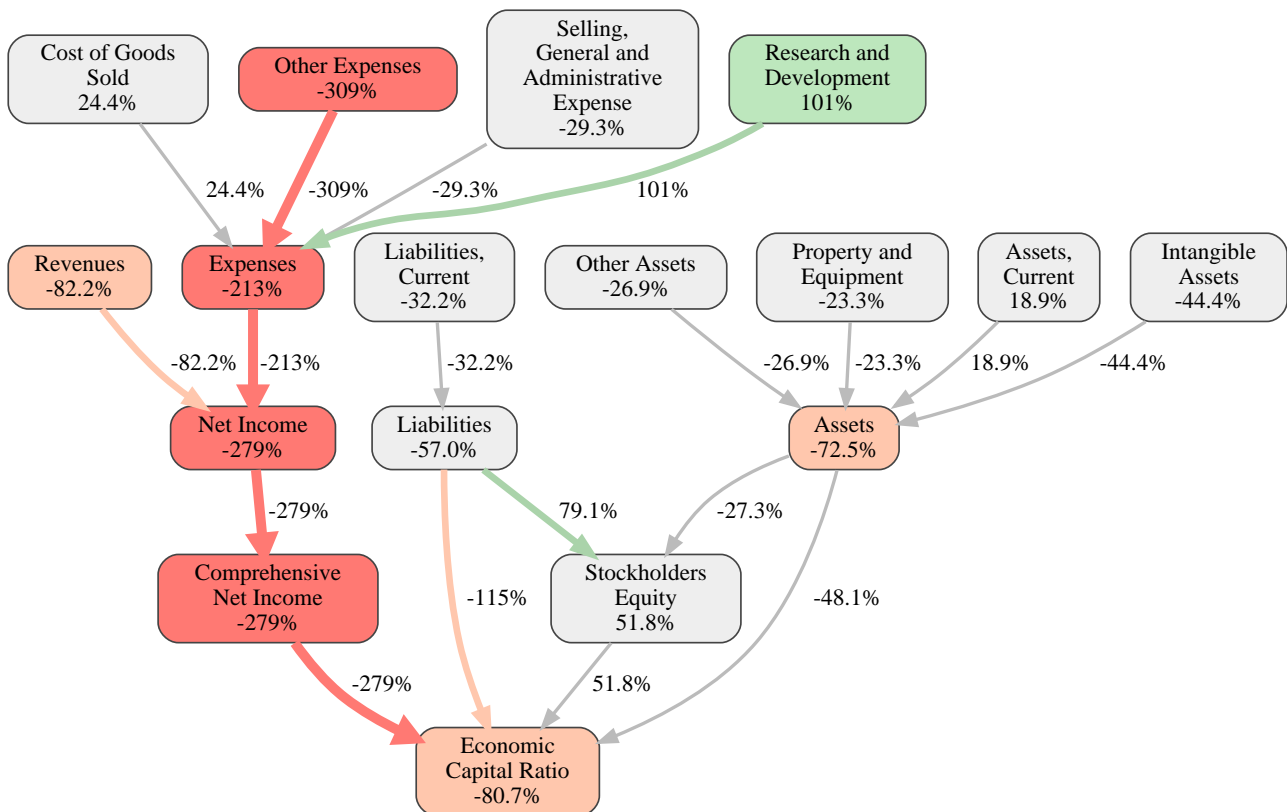 Cost of Goods
Sold
24.4%
Other Expenses
-309%
Selling,
General and
Administrative
Expense
-29.3%
Research and
Development
101%
24.4%
-309%
-29.3%
101%
Revenues
-82.2%
Expenses
-213%
Liabilities,
Current
-32.2%
Other Assets
-26.9%
Property and
Equipment
-23.3%
Assets,
Current
18.9%
Intangible
Assets
-44.4%
-82.2%
-213%
-32.2%
-26.9%
-23.3%
18.9%
-44.4%
Net Income
-279%
Liabilities
-57.0%
Assets
-72.5%
-279%
79.1%
-27.3%
Comprehensive
Net Income
-279%
-115%
Stockholders
Equity
51.8%
-48.1%
-279%
51.8%
Economic
Capital Ratio
-80.7%